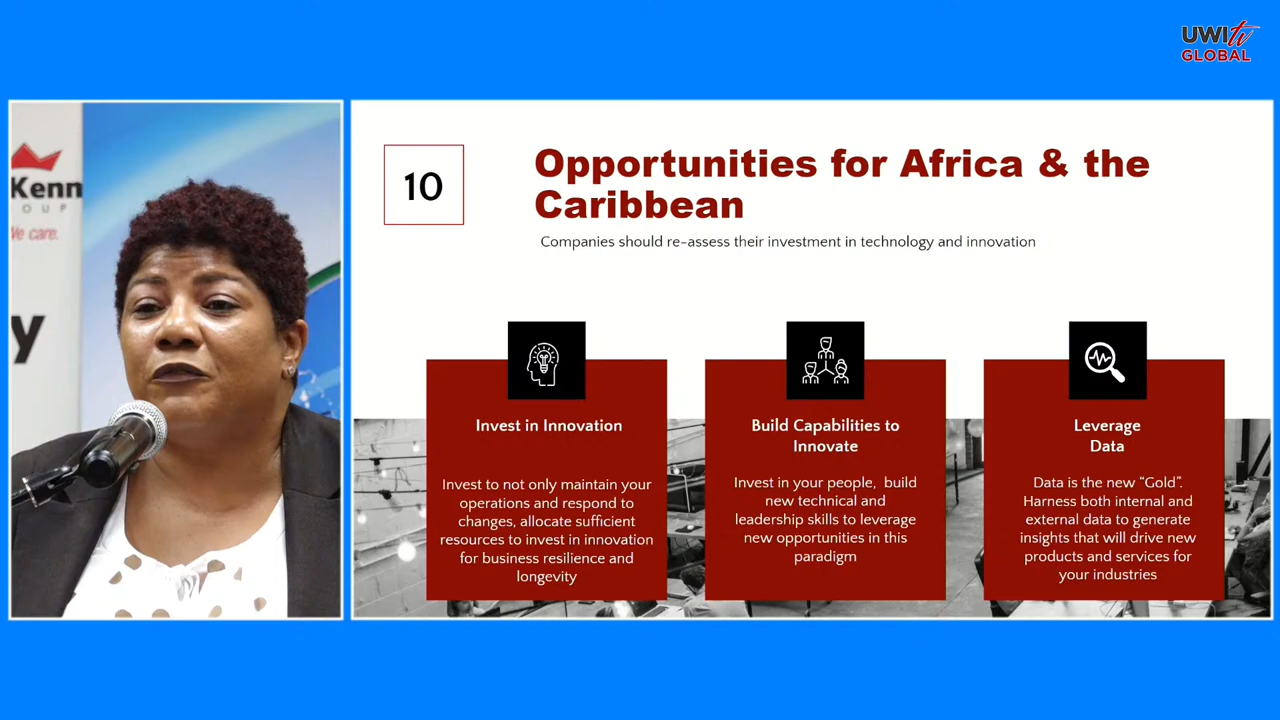 UWItv
GLOBAL
Kenn
OUP
We care.
y
10
Opportunities for Africa & the
Caribbean
Companies should re-assess their investment in technology and innovation
Invest in Innovation
Invest to not only maintain your
operations and respond to
changes, allocate sufficient
resources to invest in innovation
for business resilience and
longevity
Build Capabilities to
Innovate
Invest in your people,  build
new technical and
leadership skills to leverage
new opportunities in this
paradigm
Leverage
Data
Data is the new “Gold”.
Harness both internal and
external data to generate
insights that will drive new
products and services for
your industries